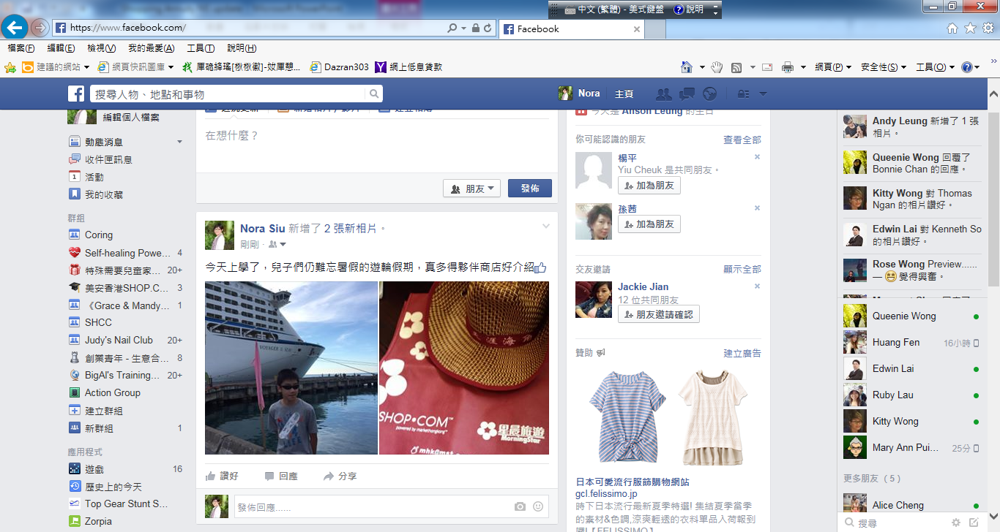 中文 (繁體) - 美式鍵盤 說明
https://www.facebook.com/
Facebook
檔案(F) 編輯(E) 檢視(V) 我的最愛(A) 工具(T) 說明(H)
建議的網站 網頁快訊圖庫 Dazran303 網上低息貸款
網頁(P) 安全性(S) 工具(O)
搜尋人物、地點和事物
Nora 主頁
編輯個人檔案
動態消息
收件匣訊息
活動
我的收藏
群組
Coring
Self-healing Powe... 4
特殊需要兒童家... 20+
美安香港SHOP.C... 3
《Grace & Mandy... 1
SHCC
Judy's Nail Club 20+
創業青年 - 生意合... 8
BigAl's Training... 20+
Action Group
建立群組
新群組 1
應用程式
遊戲 16
歷史上的今天
Top Gear Stunt S...
Zorpia
在想什麼？
朋友 發佈
Nora Siu 新增了 2 張新相片。
剛剛 ·
今天上學了，兒子們仍難忘暑假的遊輪假期，真多得夥伴商店好介紹
SHOP•COM™
powered by markethongkong™
星晨旅遊
MorningStar
讚好 回應 分享
發佈回應......
今天是 Anson Leung 的生日
你可能認識的朋友 查看全部
楊平
Yiu Cheuk 是共同朋友。
加為朋友
孫茜
加為朋友
交友邀請 顯示全部
Jackie Jian
12 位共同朋友
朋友邀請確認
贊助 建立廣告
日本可愛流行服飾購物網站
gcl.felissimo.jp
時下日本流行最新夏季特選! 集結夏季當季
的素材&色調,涼爽輕透的衣料單品入荷報到
囉!【FELISSIMO】
Andy Leung 新增了 1 張
相片。
Queenie Wong 回覆了
Bonnie Chan 的回應。
Kitty Wong 對 Thomas
Ngan 的相片讚好。
Edwin Lai 對 Kenneth So
的相片讚好。
Rose Wong Preview......
— 覺得興奮。
Queenie Wong
Huang Fen 16小時
Edwin Lai
Ruby Lau
Kitty Wong
Mary Ann Pui... 25分
更多朋友 ( 5 )
Alice Cheng
搜尋